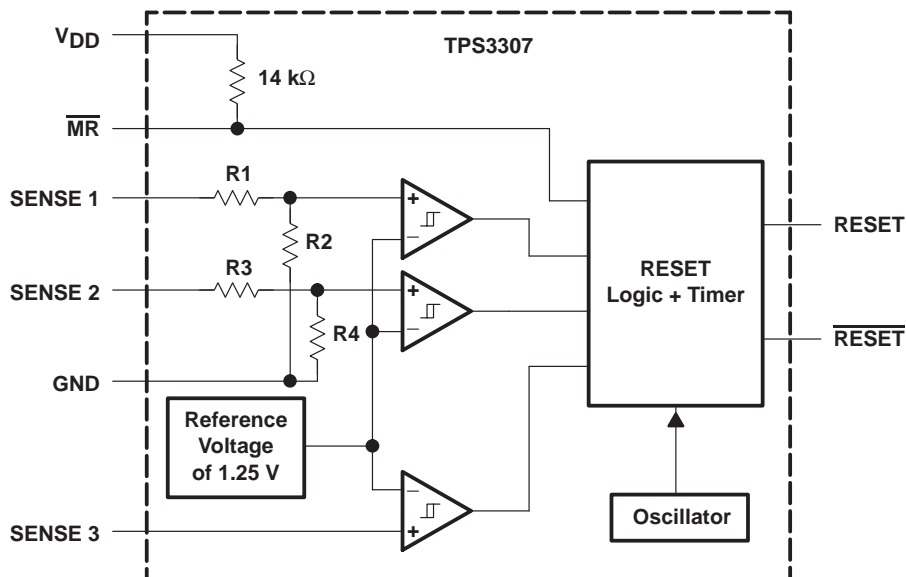 TPS3307
VDD
14 kΩ
MR
R1
SENSE 1
+
R2
−
RESET
R3
RESET
Logic + Timer
SENSE 2
+
R4
−
RESET
GND
Reference
Voltage
of 1.25 V
−
Oscillator
SENSE 3
+